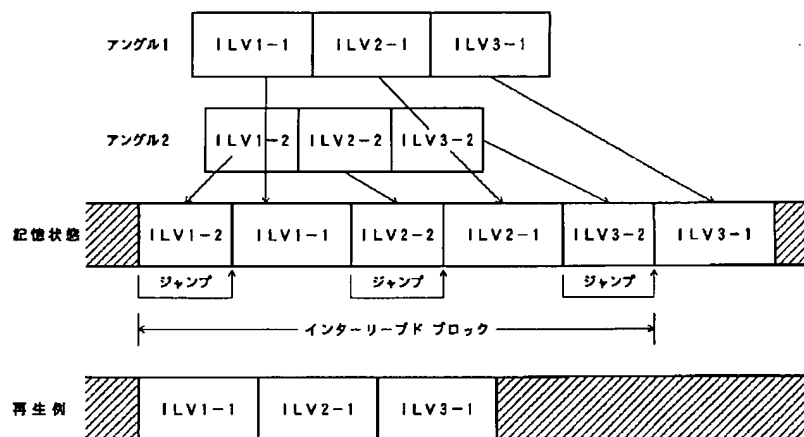 アングル1 ILV1-1 ILV2-1 ILV3-1
アングル2 ILV1-2 ILV2-2 ILV3-2
記憶状態 ILV1-2 ILV1-1 ILV2-2 ILV2-1 ILV3-2 ILV3-1
ジャンプ ジャンプ ジャンプ
インターリーブド ブロック
再生例 ILV1-1 ILV2-1 ILV3-1